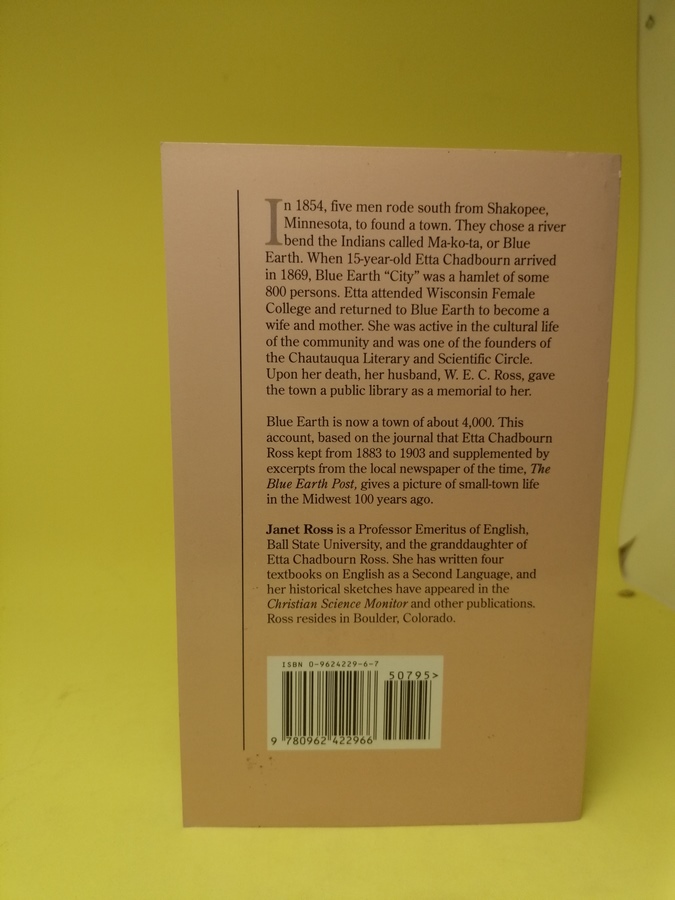 In 1854, five men rode south from Shakopee,
Minnesota, to found a town. They chose a river
bend the Indians called Ma-ko-ta, or Blue
Earth. When 15-year-old Etta Chadbourn arrived
in 1869, Blue Earth “City” was a hamlet of some
800 persons. Etta attended Wisconsin Female
College and returned to Blue Earth to become a
wife and mother. She was active in the cultural life
of the community and was one of the founders of
the Chautauqua Literary and Scientific Circle.
Upon her death, her husband, W. E. C. Ross, gave
the town a public library as a memorial to her.
Blue Earth is now a town of about 4,000. This
account, based on the journal that Etta Chadbourn
Ross kept from 1883 to 1903 and supplemented by
excerpts from the local newspaper of the time, The
Blue Earth Post, gives a picture of small-town life
in the Midwest 100 years ago.
Janet Ross is a Professor Emeritus of English,
Ball State University, and the granddaughter of
Etta Chadbourn Ross. She has written four
textbooks on English as a Second Language, and
her historical sketches have appeared in the
Christian Science Monitor and other publications.
Ross resides in Boulder, Colorado.
ISBN 0-9624229-6-7
50795>
9 780962 422966